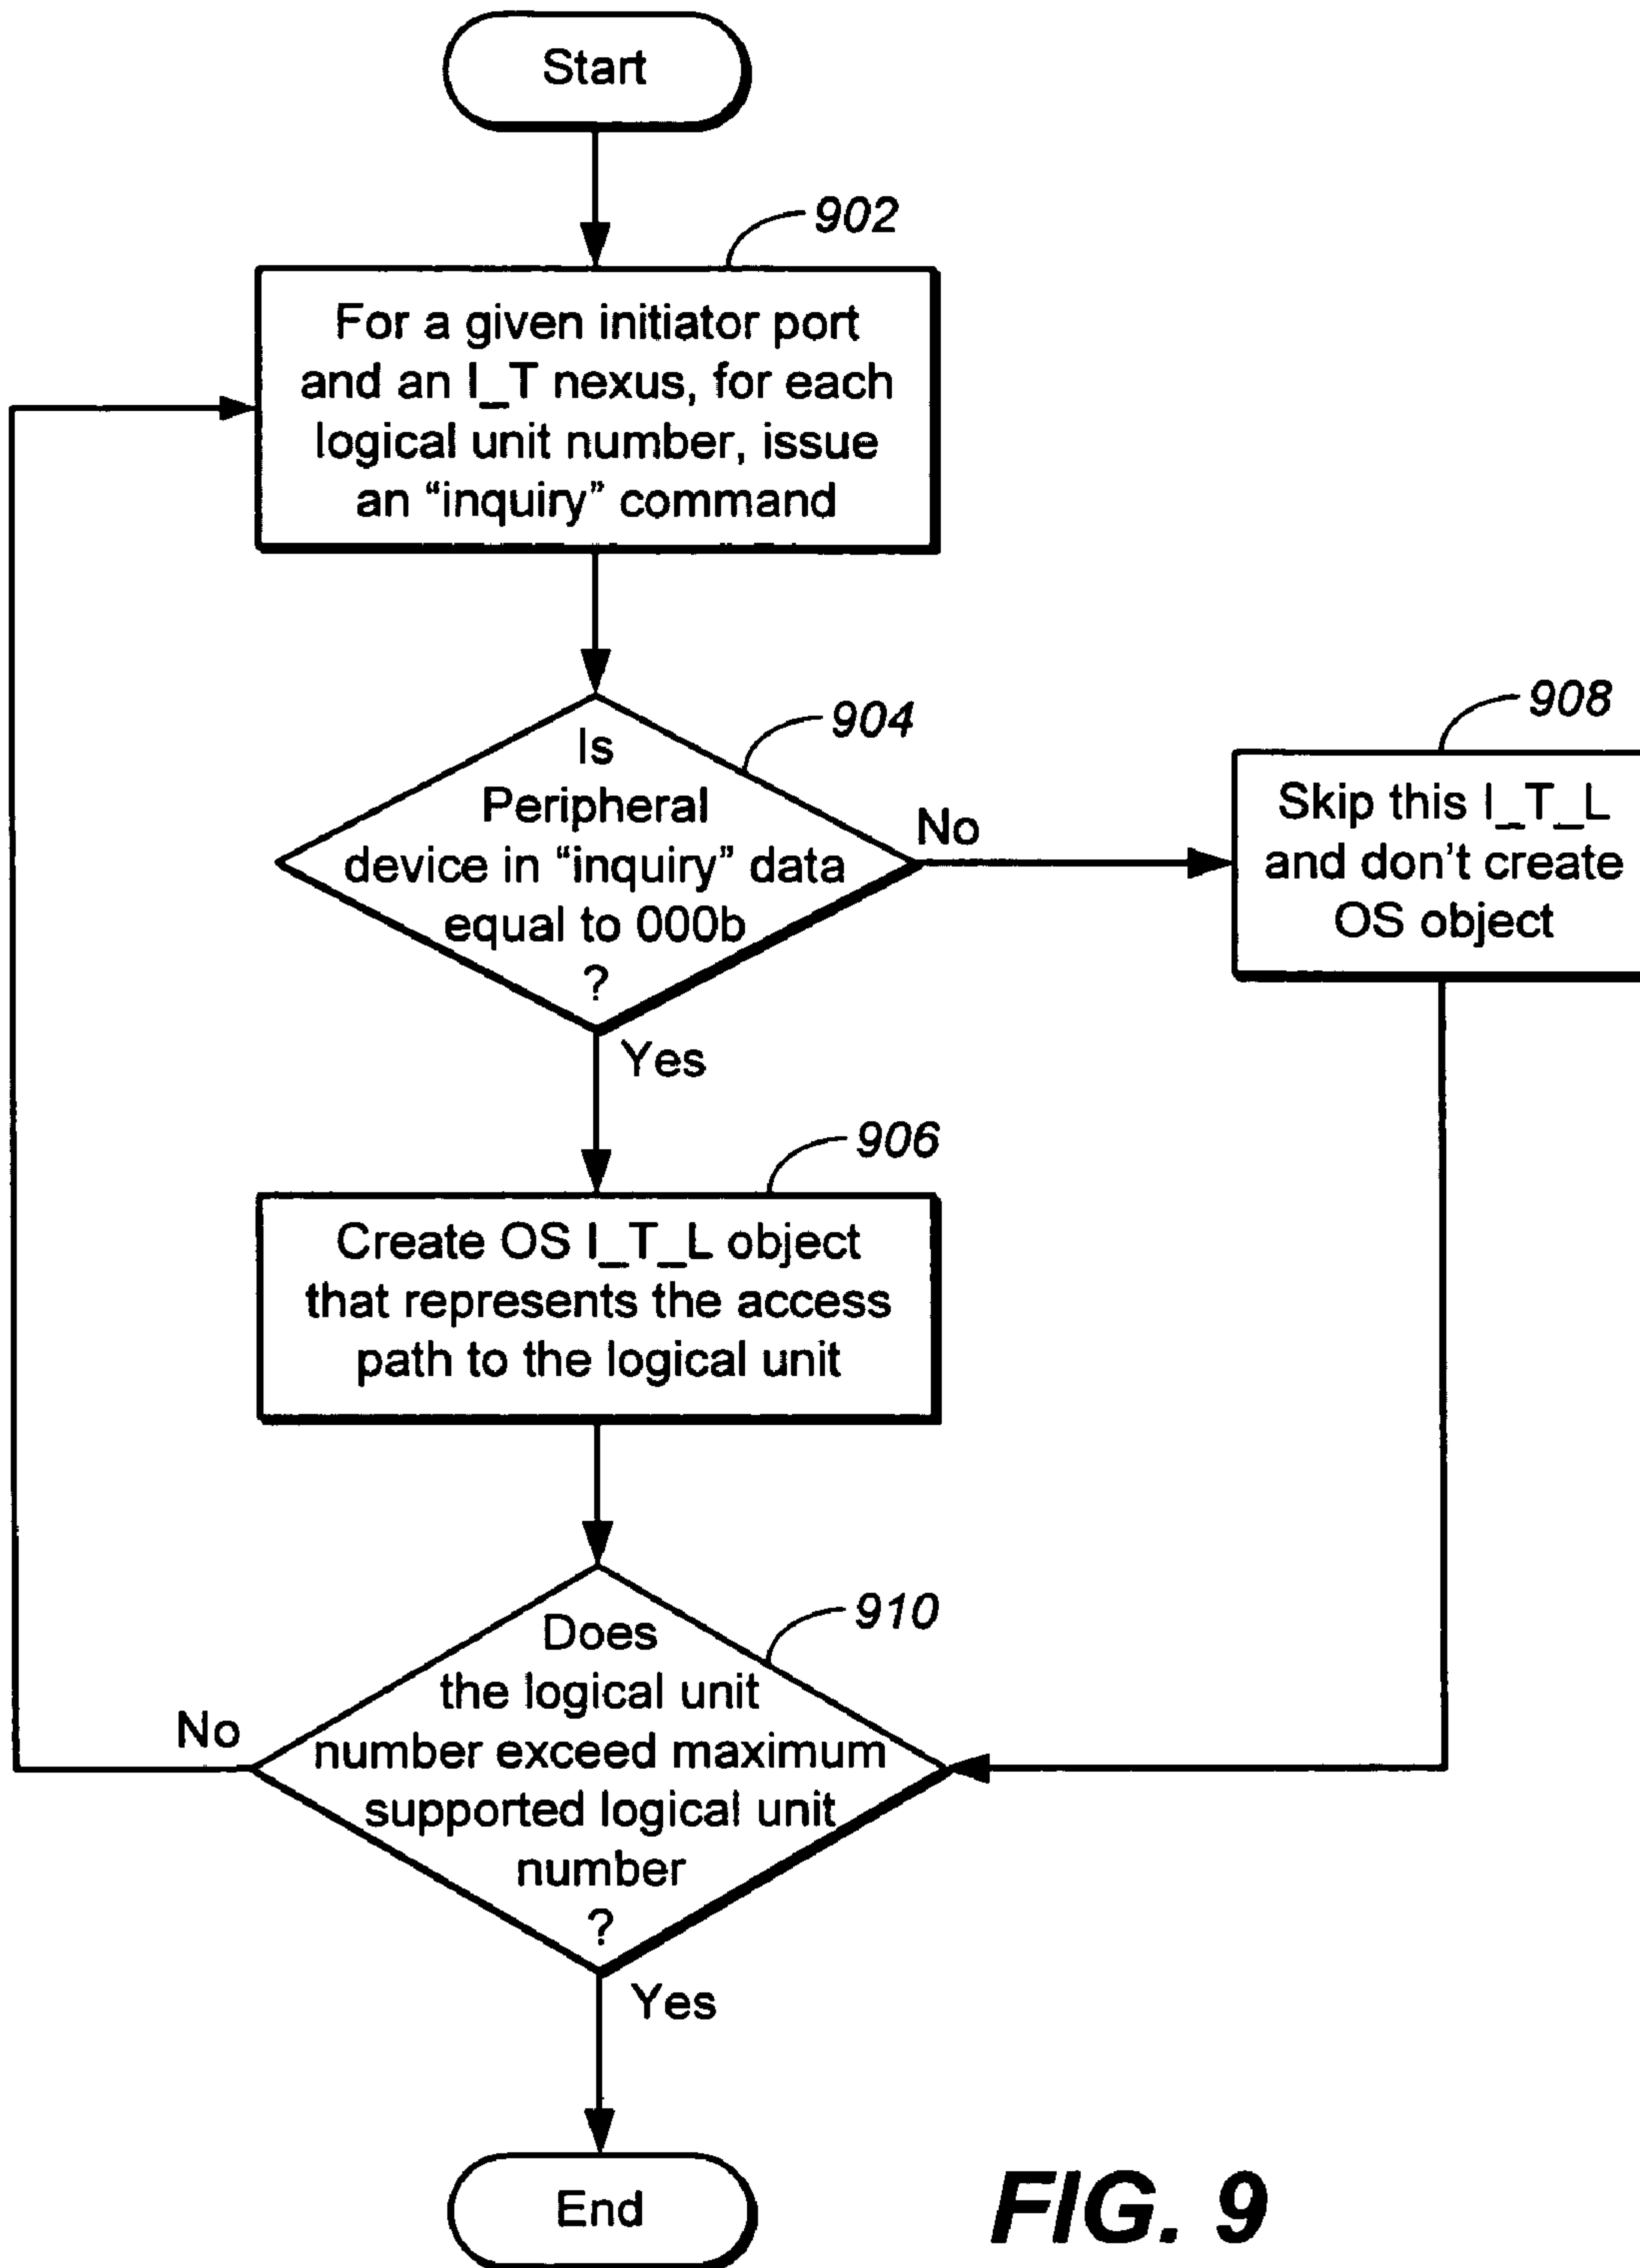 Start
902
For a given initiator port
and an I_T nexus, for each
logical unit number, issue
an “inquiry” command
904
Is
Peripheral
device in “inquiry” data
equal to 000b
?
No
Yes
908
Skip this I_T_L
and don't create
OS object
906
Create OS I_T_L object
that represents the access
path to the logical unit
910
Does
the logical unit
number exceed maximum
supported logical unit
number
?
No
Yes
End
FIG. 9